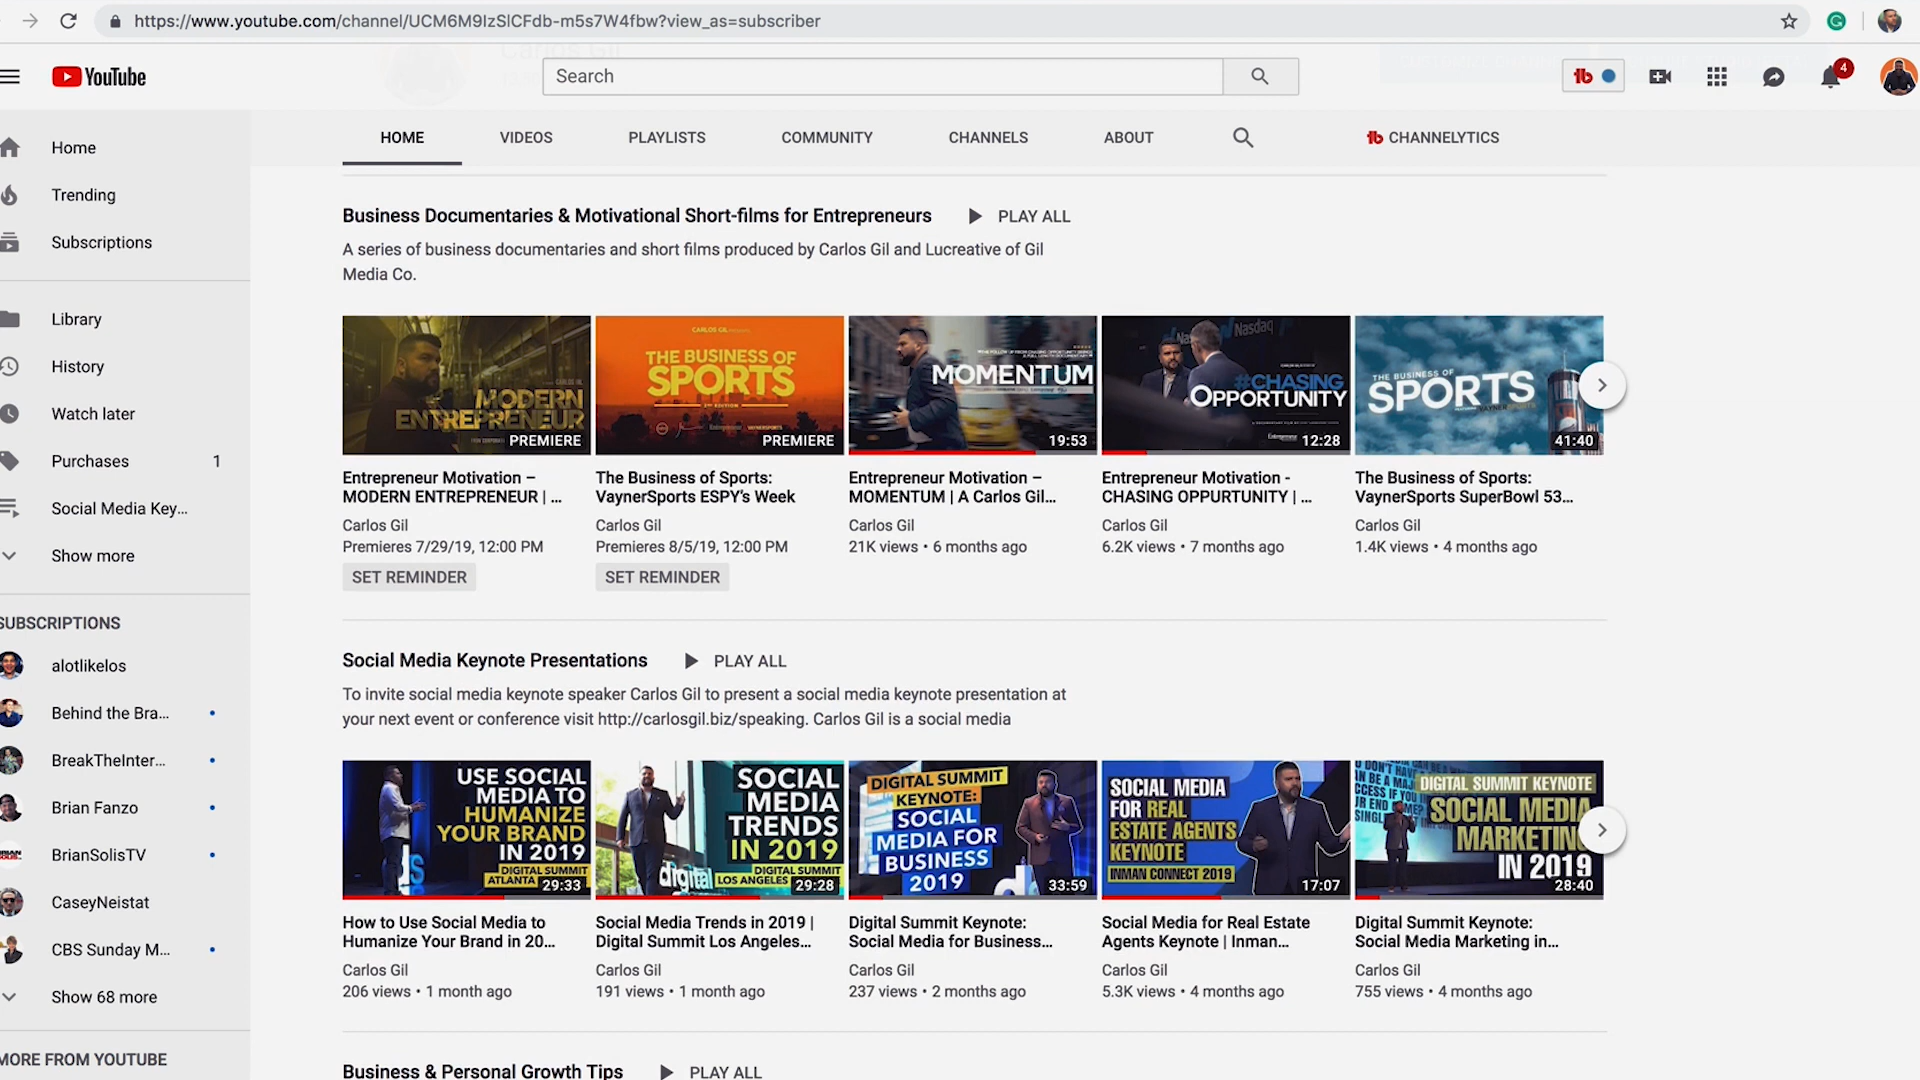 https://www.youtube.com/channel/UCM6M9IzSlCFdb-m5s7W4fbw?view_as=subscriber
YouTube
Search
4
HOME VIDEOS PLAYLISTS COMMUNITY CHANNELS ABOUT CHANNELYTICS
Home
Trending
Subscriptions
Library
History
Watch later
Purchases 1
Social Media Key...
Show more
SUBSCRIPTIONS
alotlikelos
Behind the Bra...
BreakTheInter...
Brian Fanzo
BrianSolisTV
CaseyNeistat
CBS Sunday M...
Show 68 more
MORE FROM YOUTUBE
Business Documentaries & Motivational Short-films for Entrepreneurs PLAY ALL
A series of business documentaries and short films produced by Carlos Gil and Lucreative of Gil
Media Co.
CARLOS GIL
MODERN
ENTREPRENEUR
PREMIERE
Entrepreneur Motivation –
MODERN ENTREPRENEUR | ...
Carlos Gil
Premieres 7/29/19, 12:00 PM
SET REMINDER
THE BUSINESS OF
SPORTS
PREMIERE
The Business of Sports:
VaynerSports ESPY's Week
Carlos Gil
Premieres 8/5/19, 12:00 PM
SET REMINDER
MOMENTUM
19:53
Entrepreneur Motivation –
MOMENTUM | A Carlos Gil...
Carlos Gil
21K views • 6 months ago
Nasdaq
#CHASING
OPPORTUNITY
12:28
Entrepreneur Motivation -
CHASING OPPURTUNITY | ...
Carlos Gil
6.2K views • 7 months ago
THE BUSINESS OF
SPORTS
41:40
The Business of Sports:
VaynerSports SuperBowl 53...
Carlos Gil
1.4K views • 4 months ago
Social Media Keynote Presentations PLAY ALL
To invite social media keynote speaker Carlos Gil to present a social media keynote presentation at
your next event or conference visit http://carlosgil.biz/speaking. Carlos Gil is a social media
USE SOCIAL
MEDIA TO
HUMANIZE
YOUR BRAND
IN 2019
DIGITAL SUMMIT
ATLANTA
29:33
How to Use Social Media to
Humanize Your Brand in 20...
Carlos Gil
206 views • 1 month ago
SOCIAL
MEDIA
TRENDS
IN 2019
digital
DIGITAL SUMMIT
LOS ANGELES
29:28
Social Media Trends in 2019 |
Digital Summit Los Angeles...
Carlos Gil
191 views • 1 month ago
DIGITAL SUMMIT
KEYNOTE:
SOCIAL
MEDIA FOR
BUSINESS
2019
33:59
Digital Summit Keynote:
Social Media for Business...
Carlos Gil
237 views • 2 months ago
SOCIAL MEDIA
FOR REAL
ESTATE AGENTS
KEYNOTE
INMAN CONNECT 2019
17:07
Social Media for Real Estate
Agents Keynote | Inman...
Carlos Gil
5.3K views • 4 months ago
DIGITAL SUMMIT KEYNOTE
SOCIAL MEDIA
MARKETING
IN 2019
28:40
Digital Summit Keynote:
Social Media Marketing in...
Carlos Gil
755 views • 4 months ago
Business & Personal Growth Tips PLAY ALL